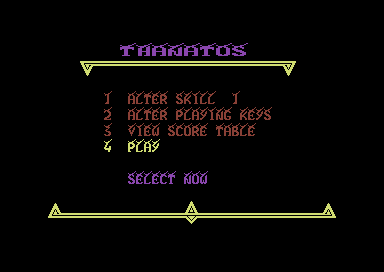 THANATOS
1 ALTER SKILL 1
2 ALTER PLAYING KEYS
3 VIEW SCORE TABLE
4 PLAY
SELECT NOW